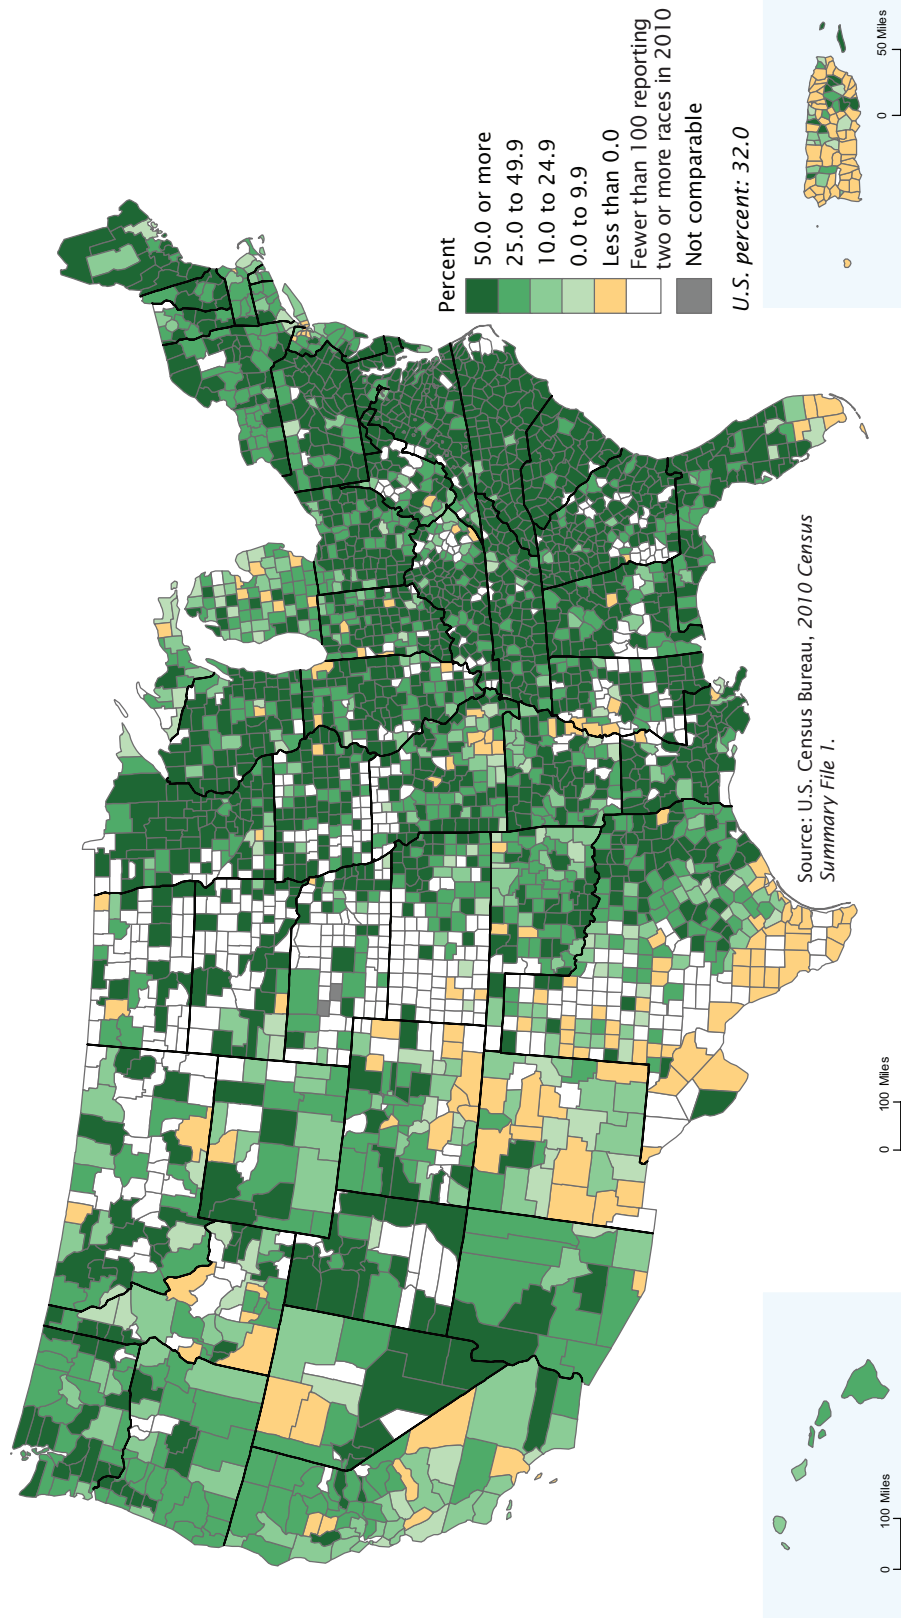 Percent
50.0 or more
25.0 to 49.9
10.0 to 24.9
0.0 to 9.9
Less than 0.0
Fewer than 100 reporting
two or more races in 2010
Not comparable
U.S. percent: 32.0
Source: U.S. Census Bureau, 2010 Census
Summary File 1.
0 100 Miles
0 100 Miles
0 50 Miles